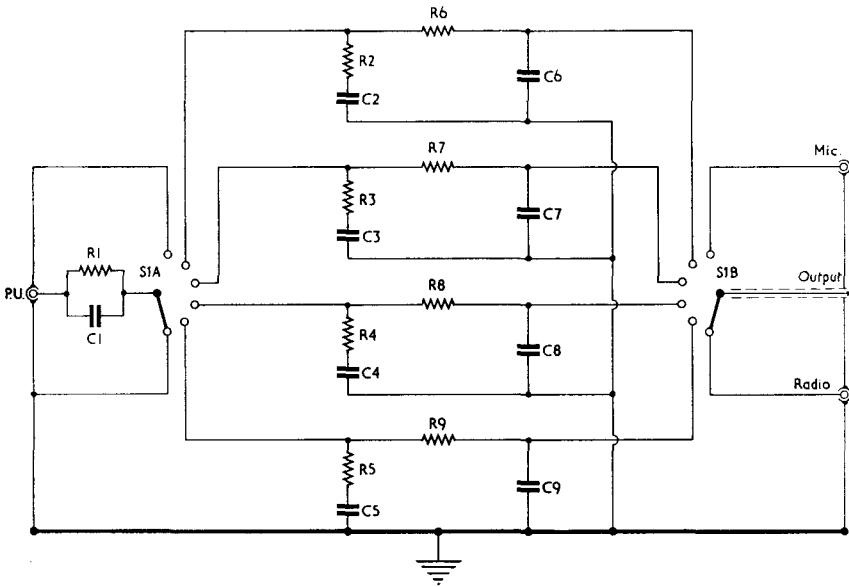 R6
R2
C2
C6
R7
Mic.
R3
C3
C7
R1
S1A
S1B
P.U.
C1
Output
R8
R4
C4
C8
Radio
R9
R5
C5
C9